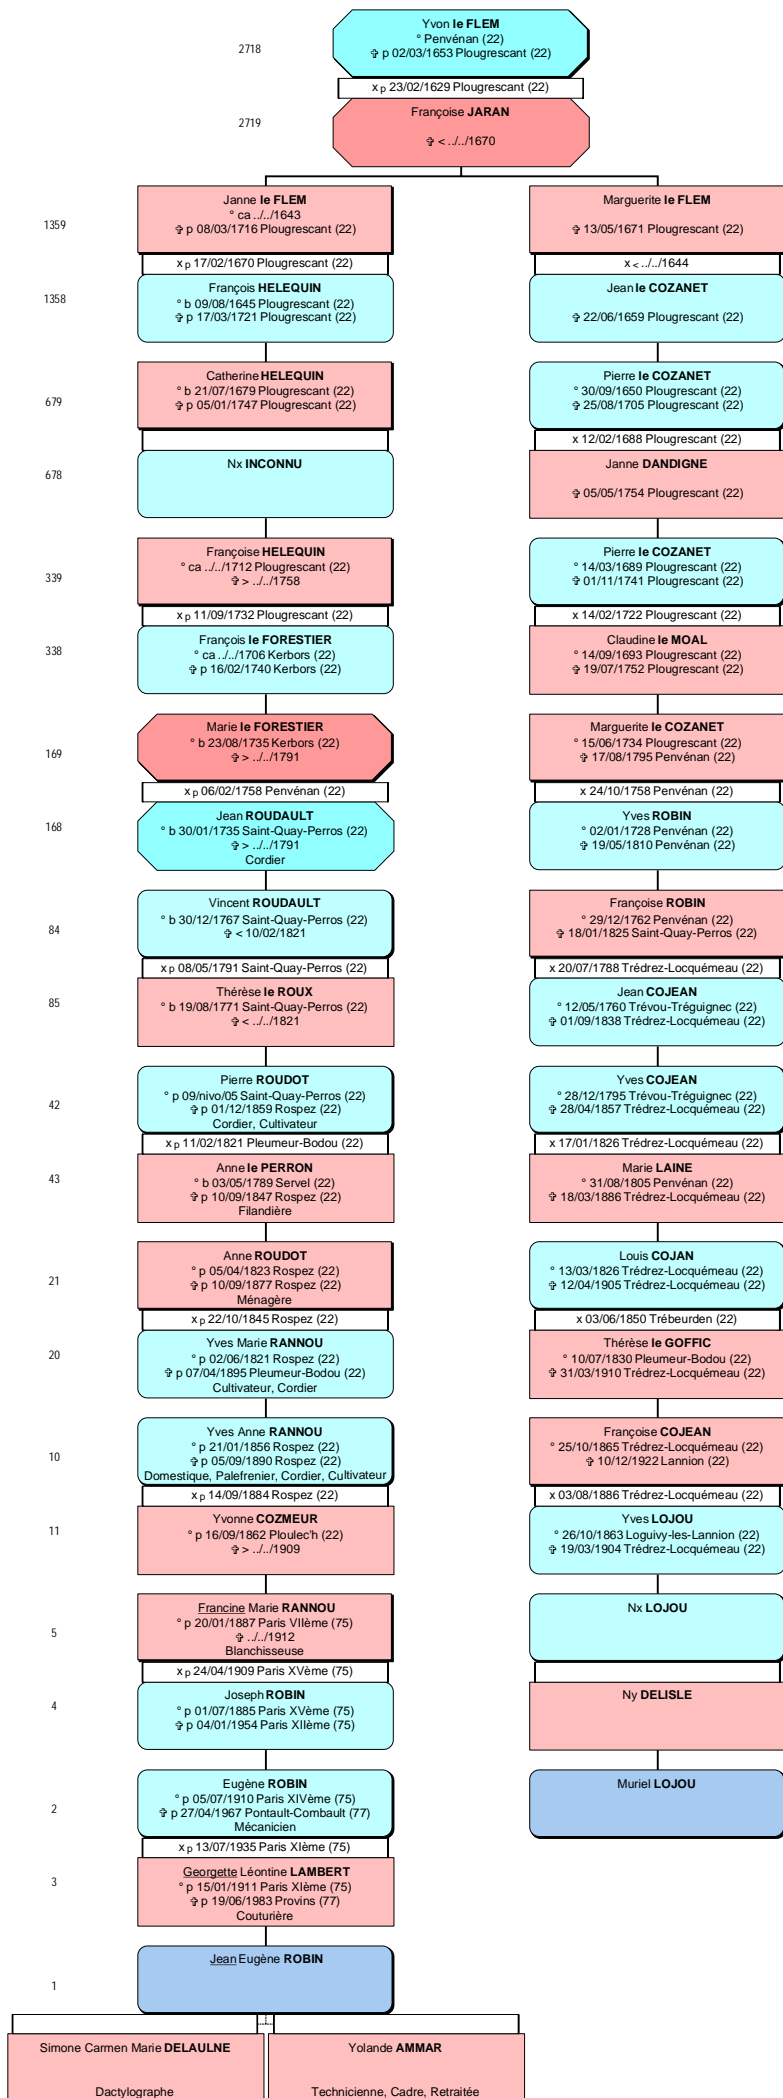 2718
Yvon le FLEM
° Penvénan (22)
✞ p 02/03/1653 Plougrescant (22)
x p 23/02/1629 Plougrescant (22)
2719
Françoise JARAN
✞ < ../../1670
1359
Janne le FLEM
° ca ../../1643
✞ p 08/03/1716 Plougrescant (22)
x p 17/02/1670 Plougrescant (22)
1358
François HELEQUIN
° b 09/08/1645 Plougrescant (22)
✞ p 17/03/1721 Plougrescant (22)
679
Catherine HELEQUIN
° b 21/07/1679 Plougrescant (22)
✞ p 05/01/1747 Plougrescant (22)
678
Nx INCONNU
339
Françoise HELEQUIN
° ca ../../1712 Plougrescant (22)
✞ > ../../1758
x p 11/09/1732 Plougrescant (22)
338
François le FORESTIER
° ca ../../1706 Kerbors (22)
✞ p 16/02/1740 Kerbors (22)
169
Marie le FORESTIER
° b 23/08/1735 Kerbors (22)
✞ > ../../1791
x p 06/02/1758 Penvénan (22)
168
Jean ROUDAULT
° b 30/01/1735 Saint-Quay-Perros (22)
✞ > ../../1791
Cordier
84
Vincent ROUDAULT
° b 30/12/1767 Saint-Quay-Perros (22)
✞ < 10/02/1821
x p 08/05/1791 Saint-Quay-Perros (22)
85
Thérèse le ROUX
° b 19/08/1771 Saint-Quay-Perros (22)
✞ < ../../1821
42
Pierre ROUDOT
° p 09/nivo/05 Saint-Quay-Perros (22)
✞ p 01/12/1859 Rospez (22)
Cordier, Cultivateur
x p 11/02/1821 Pleumeur-Bodou (22)
43
Anne le PERRON
° b 03/05/1789 Servel (22)
✞ p 10/09/1847 Rospez (22)
Filandière
21
Anne ROUDOT
° p 05/04/1823 Rospez (22)
✞ p 10/09/1877 Rospez (22)
Ménagère
x p 22/10/1845 Rospez (22)
20
Yves Marie RANNOU
° p 02/06/1821 Rospez (22)
✞ p 07/04/1895 Pleumeur-Bodou (22)
Cultivateur, Cordier
10
Yves Anne RANNOU
° p 21/01/1856 Rospez (22)
✞ p 05/09/1890 Rospez (22)
Domestique, Palefrenier, Cordier, Cultivateur
x p 14/09/1884 Rospez (22)
11
Yvonne COZMEUR
° p 16/09/1862 Ploulec'h (22)
✞ > ../../1909
5
Francine Marie RANNOU
° p 20/01/1887 Paris VIIème (75)
✞ ../../1912
Blanchisseuse
x p 24/04/1909 Paris XVème (75)
4
Joseph ROBIN
° p 01/07/1885 Paris XVème (75)
✞ p 04/01/1954 Paris XIIème (75)
2
Eugène ROBIN
° p 05/07/1910 Paris XIVème (75)
✞ p 27/04/1967 Pontault-Combault (77)
Mécanicien
x p 13/07/1935 Paris XIème (75)
3
Georgette Léontine LAMBERT
° p 15/01/1911 Paris XIème (75)
✞ p 19/06/1983 Provins (77)
Couturière
1
Jean Eugène ROBIN
Simone Carmen Marie DELAULNE
Dactylographe
Yolande AMMAR
Technicienne, Cadre, Retraitée
Marguerite le FLEM
✞ 13/05/1671 Plougrescant (22)
x < ../../1644
Jean le COZANET
✞ 22/06/1659 Plougrescant (22)
Pierre le COZANET
° 30/09/1650 Plougrescant (22)
✞ 25/08/1705 Plougrescant (22)
x 12/02/1688 Plougrescant (22)
Janne DANDIGNE
✞ 05/05/1754 Plougrescant (22)
Pierre le COZANET
° 14/03/1689 Plougrescant (22)
✞ 01/11/1741 Plougrescant (22)
x 14/02/1722 Plougrescant (22)
Claudine le MOAL
° 14/09/1693 Plougrescant (22)
✞ 19/07/1752 Plougrescant (22)
Marguerite le COZANET
° 15/06/1734 Plougrescant (22)
✞ 17/08/1795 Penvénan (22)
x 24/10/1758 Penvénan (22)
Yves ROBIN
° 02/01/1728 Penvénan (22)
✞ 19/05/1810 Penvénan (22)
Françoise ROBIN
° 29/12/1762 Penvénan (22)
✞ 18/01/1825 Saint-Quay-Perros (22)
x 20/07/1788 Trédrez-Locquémeau (22)
Jean COJEAN
° 12/05/1760 Trévou-Tréguignec (22)
✞ 01/09/1838 Trédrez-Locquémeau (22)
Yves COJEAN
° 28/12/1795 Trévou-Tréguignec (22)
✞ 28/04/1857 Trédrez-Locquémeau (22)
x 17/01/1826 Trédrez-Locquémeau (22)
Marie LAINE
° 31/08/1805 Penvénan (22)
✞ 18/03/1886 Trédrez-Locquémeau (22)
Louis COJAN
° 13/03/1826 Trédrez-Locquémeau (22)
✞ 12/04/1905 Trédrez-Locquémeau (22)
x 03/06/1850 Trébeurden (22)
Thérèse le GOFFIC
° 10/07/1830 Pleumeur-Bodou (22)
✞ 31/03/1910 Trédrez-Locquémeau (22)
Françoise COJEAN
° 25/10/1865 Trédrez-Locquémeau (22)
✞ 10/12/1922 Lannion (22)
x 03/08/1886 Trédrez-Locquémeau (22)
Yves LOJOU
° 26/10/1863 Loguivy-les-Lannion (22)
✞ 19/03/1904 Trédrez-Locquémeau (22)
Nx LOJOU
Ny DELISLE
Muriel LOJOU